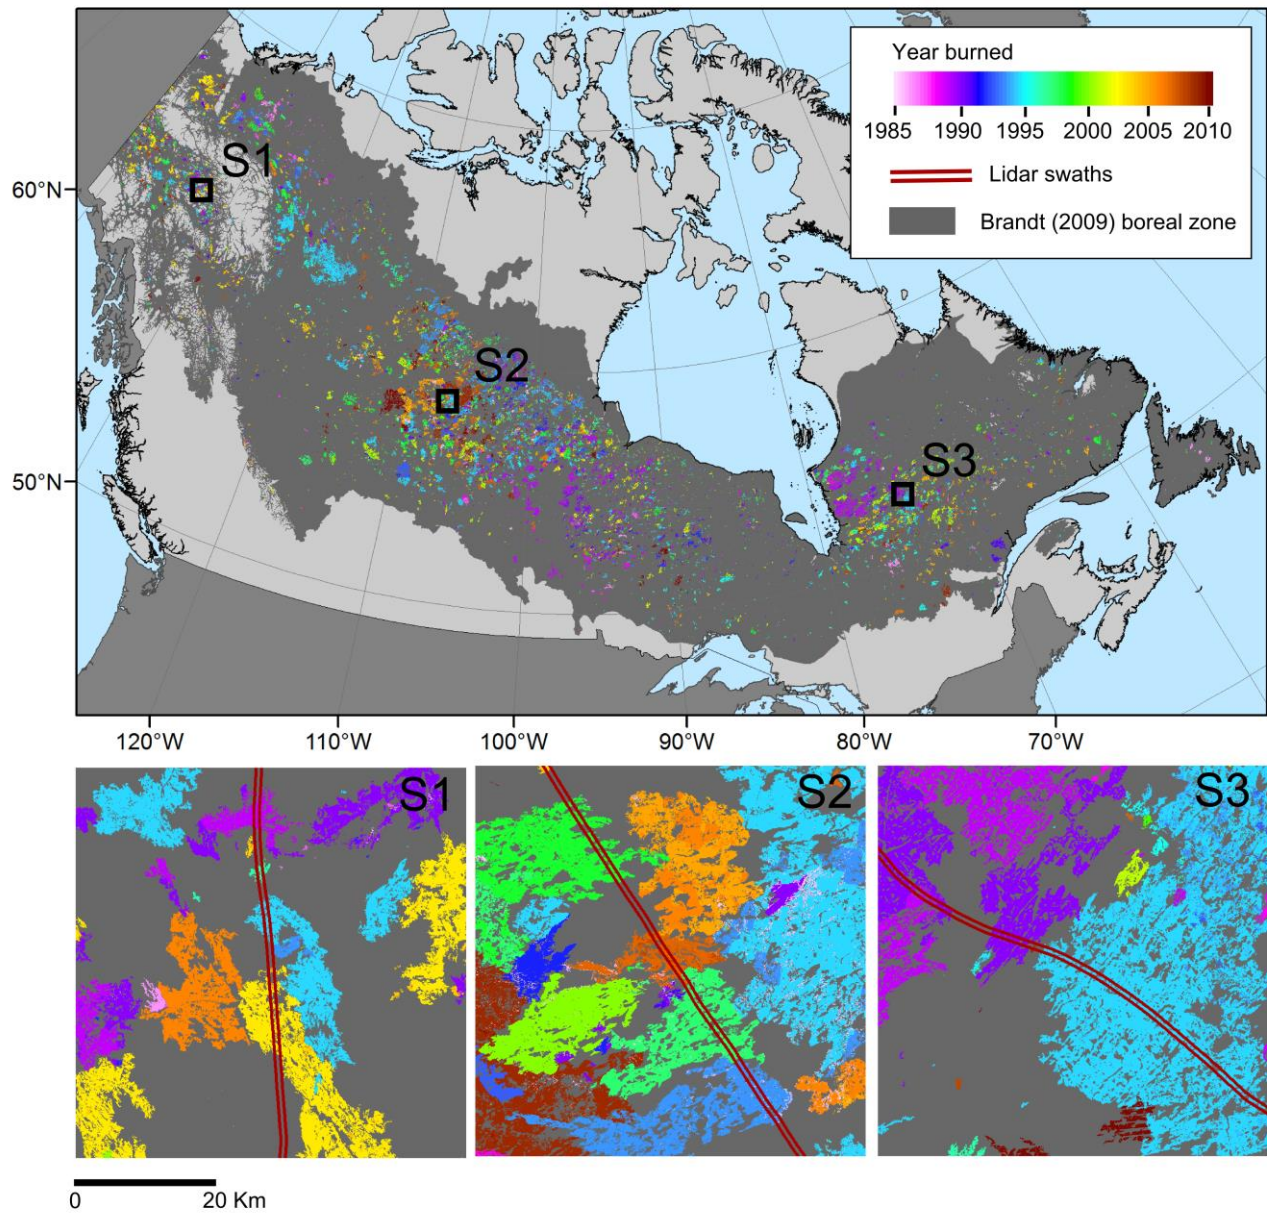 Year burned
1985 1990 1995 2000 2005 2010
Lidar swaths
Brandt (2009) boreal zone
S1
60°N
S2
S3
50°N
120°W 110°W 100°W 90°W 80°W 70°W
S1 S2 S3
0 20 Km